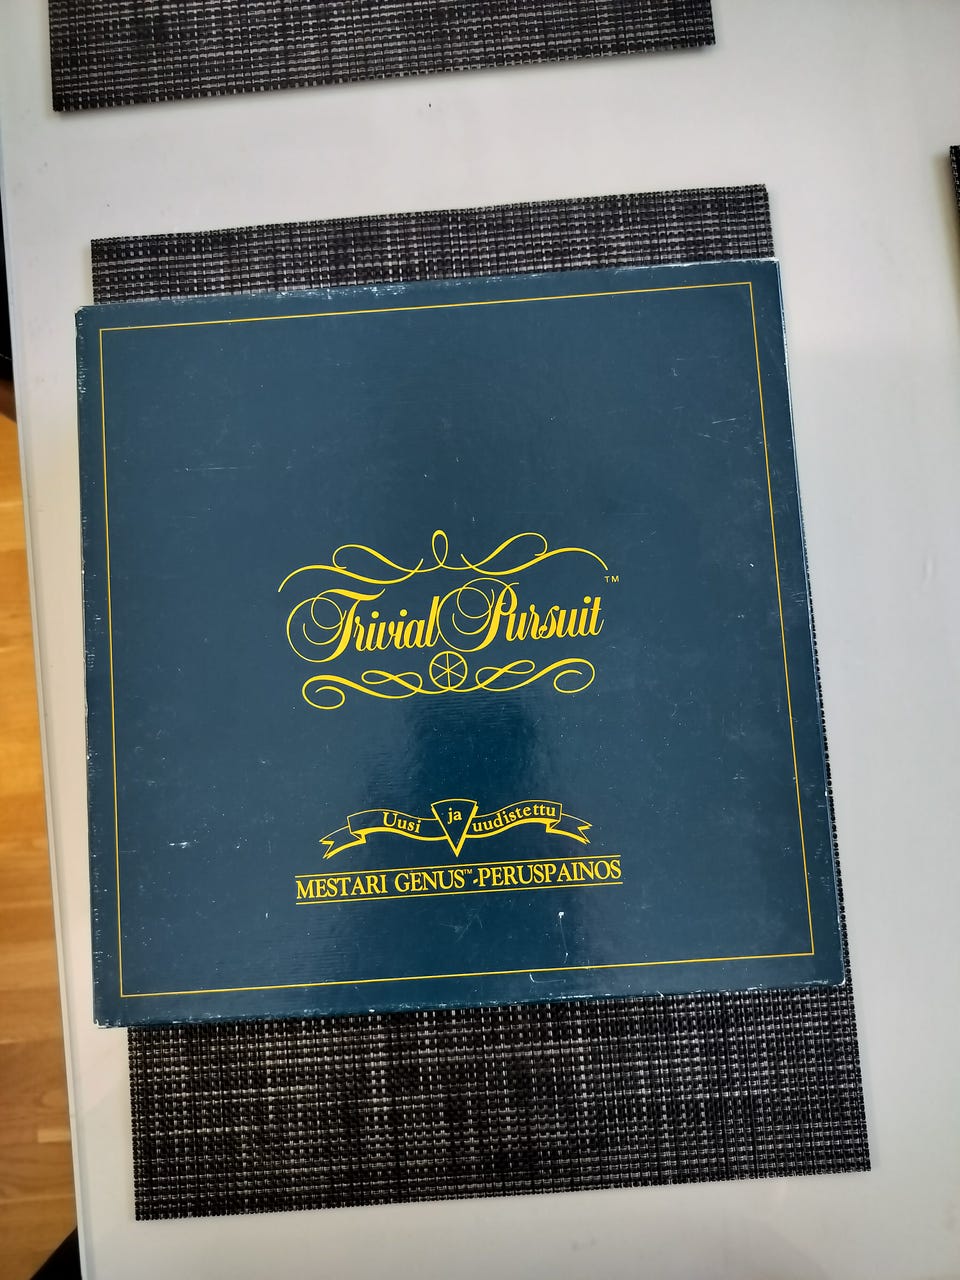 Trivial Pursuit™
Uusi ja uudistettu
MESTARI GENUS™-PERUSPAINOS